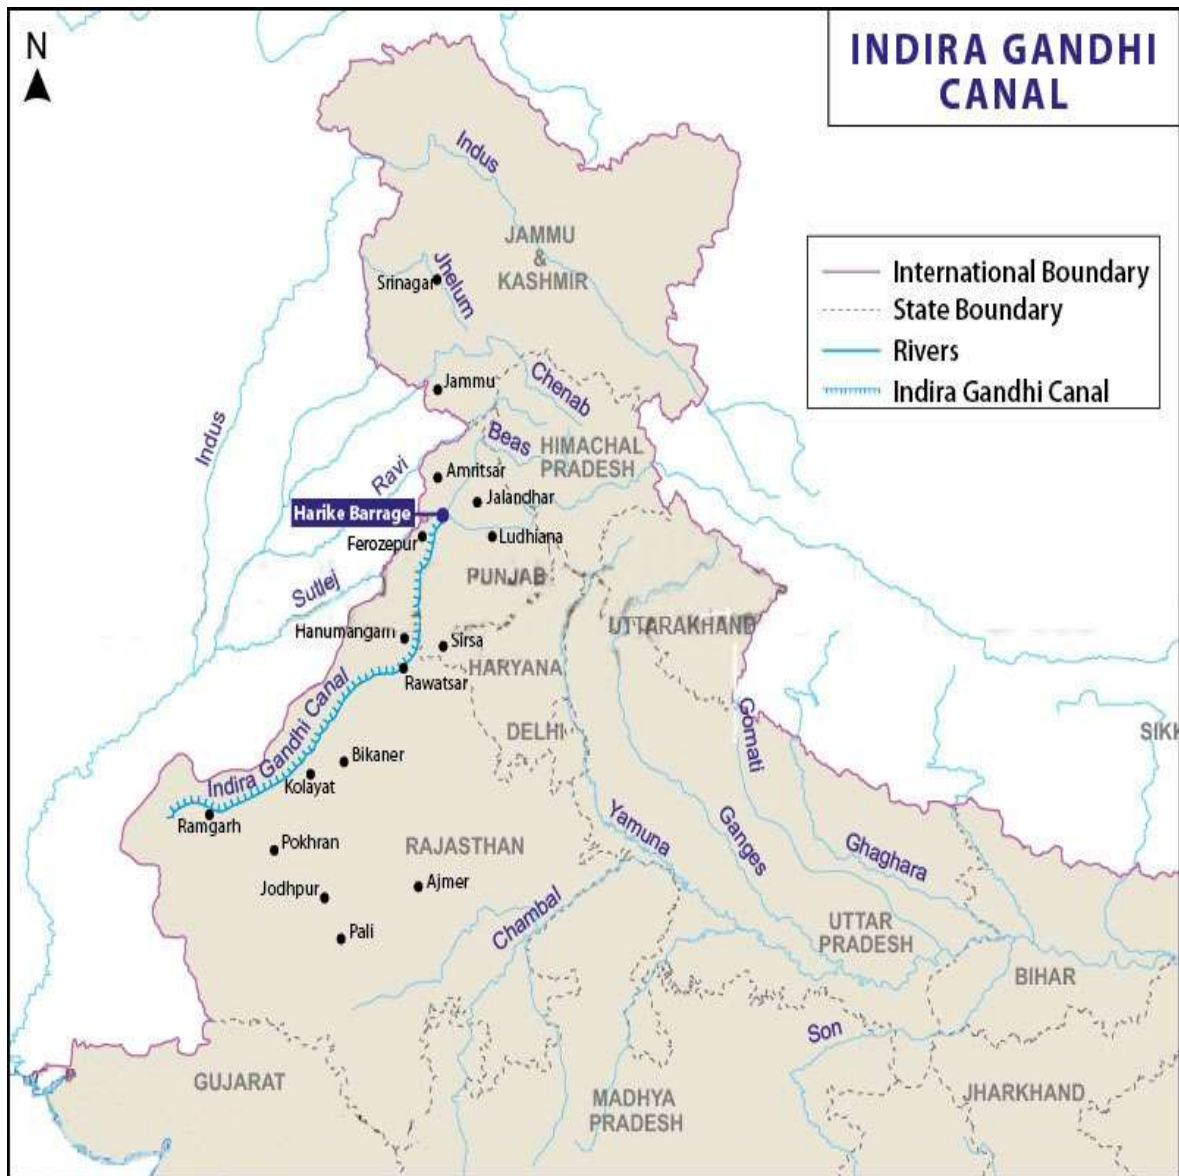 N
INDIRA GANDHI
CANAL
Indus
JAMMU
&
KASHMIR
Srinagar
Jhelum
International Boundary
State Boundary
Rivers
Indira Gandhi Canal
Jammu
Chenab
Indus
Ravi
Beas
HIMACHAL
PRADESH
Amritsar
Jalandhar
Harike Barrage
Ferozepur
Ludhiana
PUNJAB
Sutlej
Hanumangarh
Sirsa
UTTARAKHAND
HARYANA
Rawatsar
Indira Gandhi Canal
DELHI
Gomati
SIKK
Bikaner
Kolayat
Ramgarh
Yamuna
Ganges
Pokhran
RAJASTHAN
Ghaghara
Jodhpur
Ajmer
Chambal
Pali
UTTAR
PRADESH
BIHAR
Son
GUJARAT
MADHYA
PRADESH
JHARKHAND